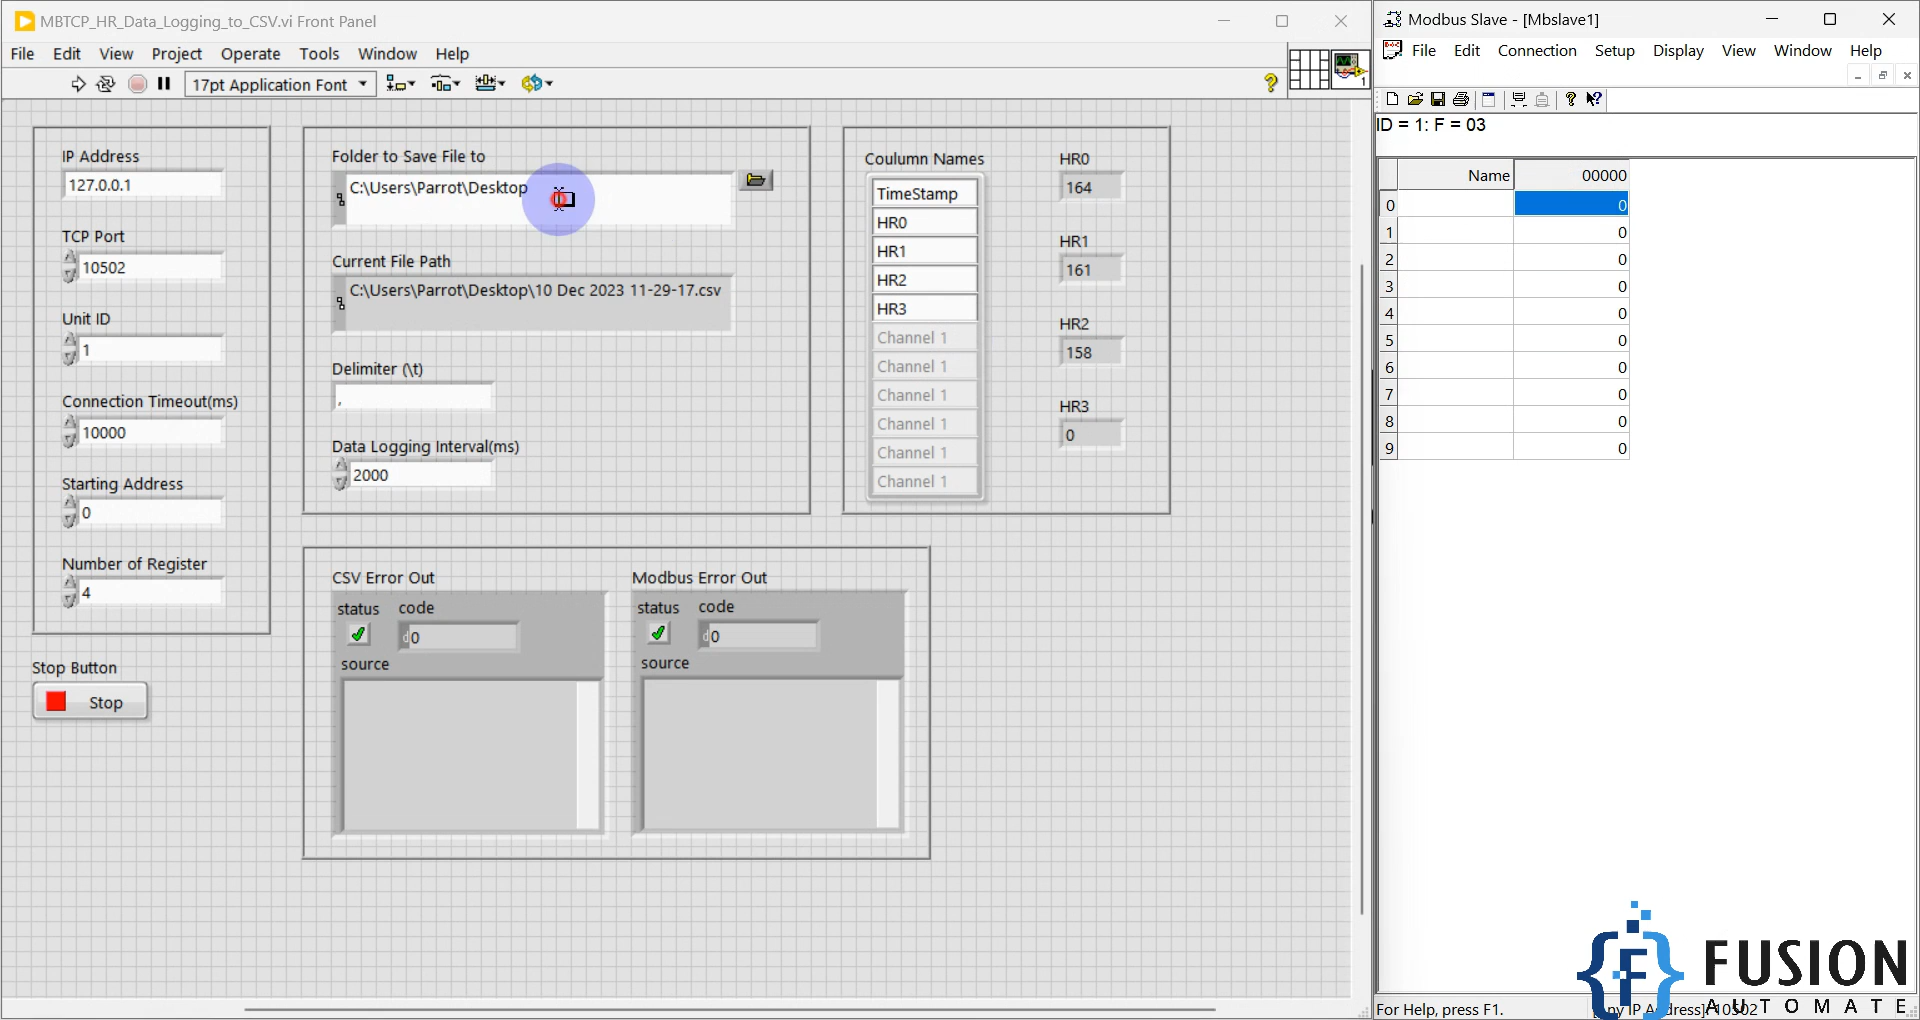 MBTCP_HR_Data_Logging_to_CSV.vi Front Panel
File Edit View Project Operate Tools Window Help
17pt Application Font
1
IP Address
127.0.0.1
TCP Port
10502
Unit ID
1
Connection Timeout(ms)
10000
Starting Address
0
Number of Register
4
Stop Button
Stop
Folder to Save File to
C:\Users\Parrot\Desktop
Current File Path
C:\Users\Parrot\Desktop\10 Dec 2023 11-29-17.csv
Delimiter (\t)
,
Data Logging Interval(ms)
2000
Coulumn Names
TimeStamp
HR0
HR1
HR2
HR3
Channel 1
Channel 1
Channel 1
Channel 1
Channel 1
Channel 1
HR0
164
HR1
161
HR2
158
HR3
0
CSV Error Out
status code
d0
source
Modbus Error Out
status code
d0
source
Modbus Slave - [Mbslave1]
File Edit Connection Setup Display View Window Help
ID = 1: F = 03
Name 00000
0 0
1 0
2 0
3 0
4 0
5 0
6 0
7 0
8 0
9 0
FUSION
AUTOMATE
For Help, press F1.
10502